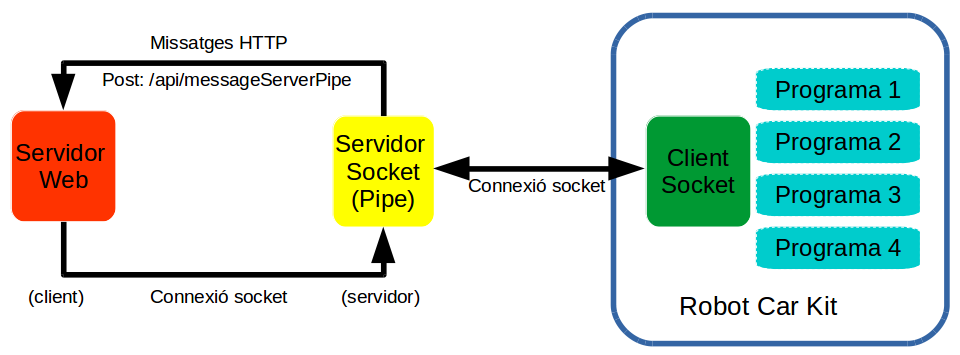 Missatges HTTP
Post: /api/messageServerPipe
Servidor
Web
Servidor
Socket
(Pipe)
Connexió socket
Client
Socket
Programa 1
Programa 2
Programa 3
Programa 4
Robot Car Kit
(client)
Connexió socket
(servidor)